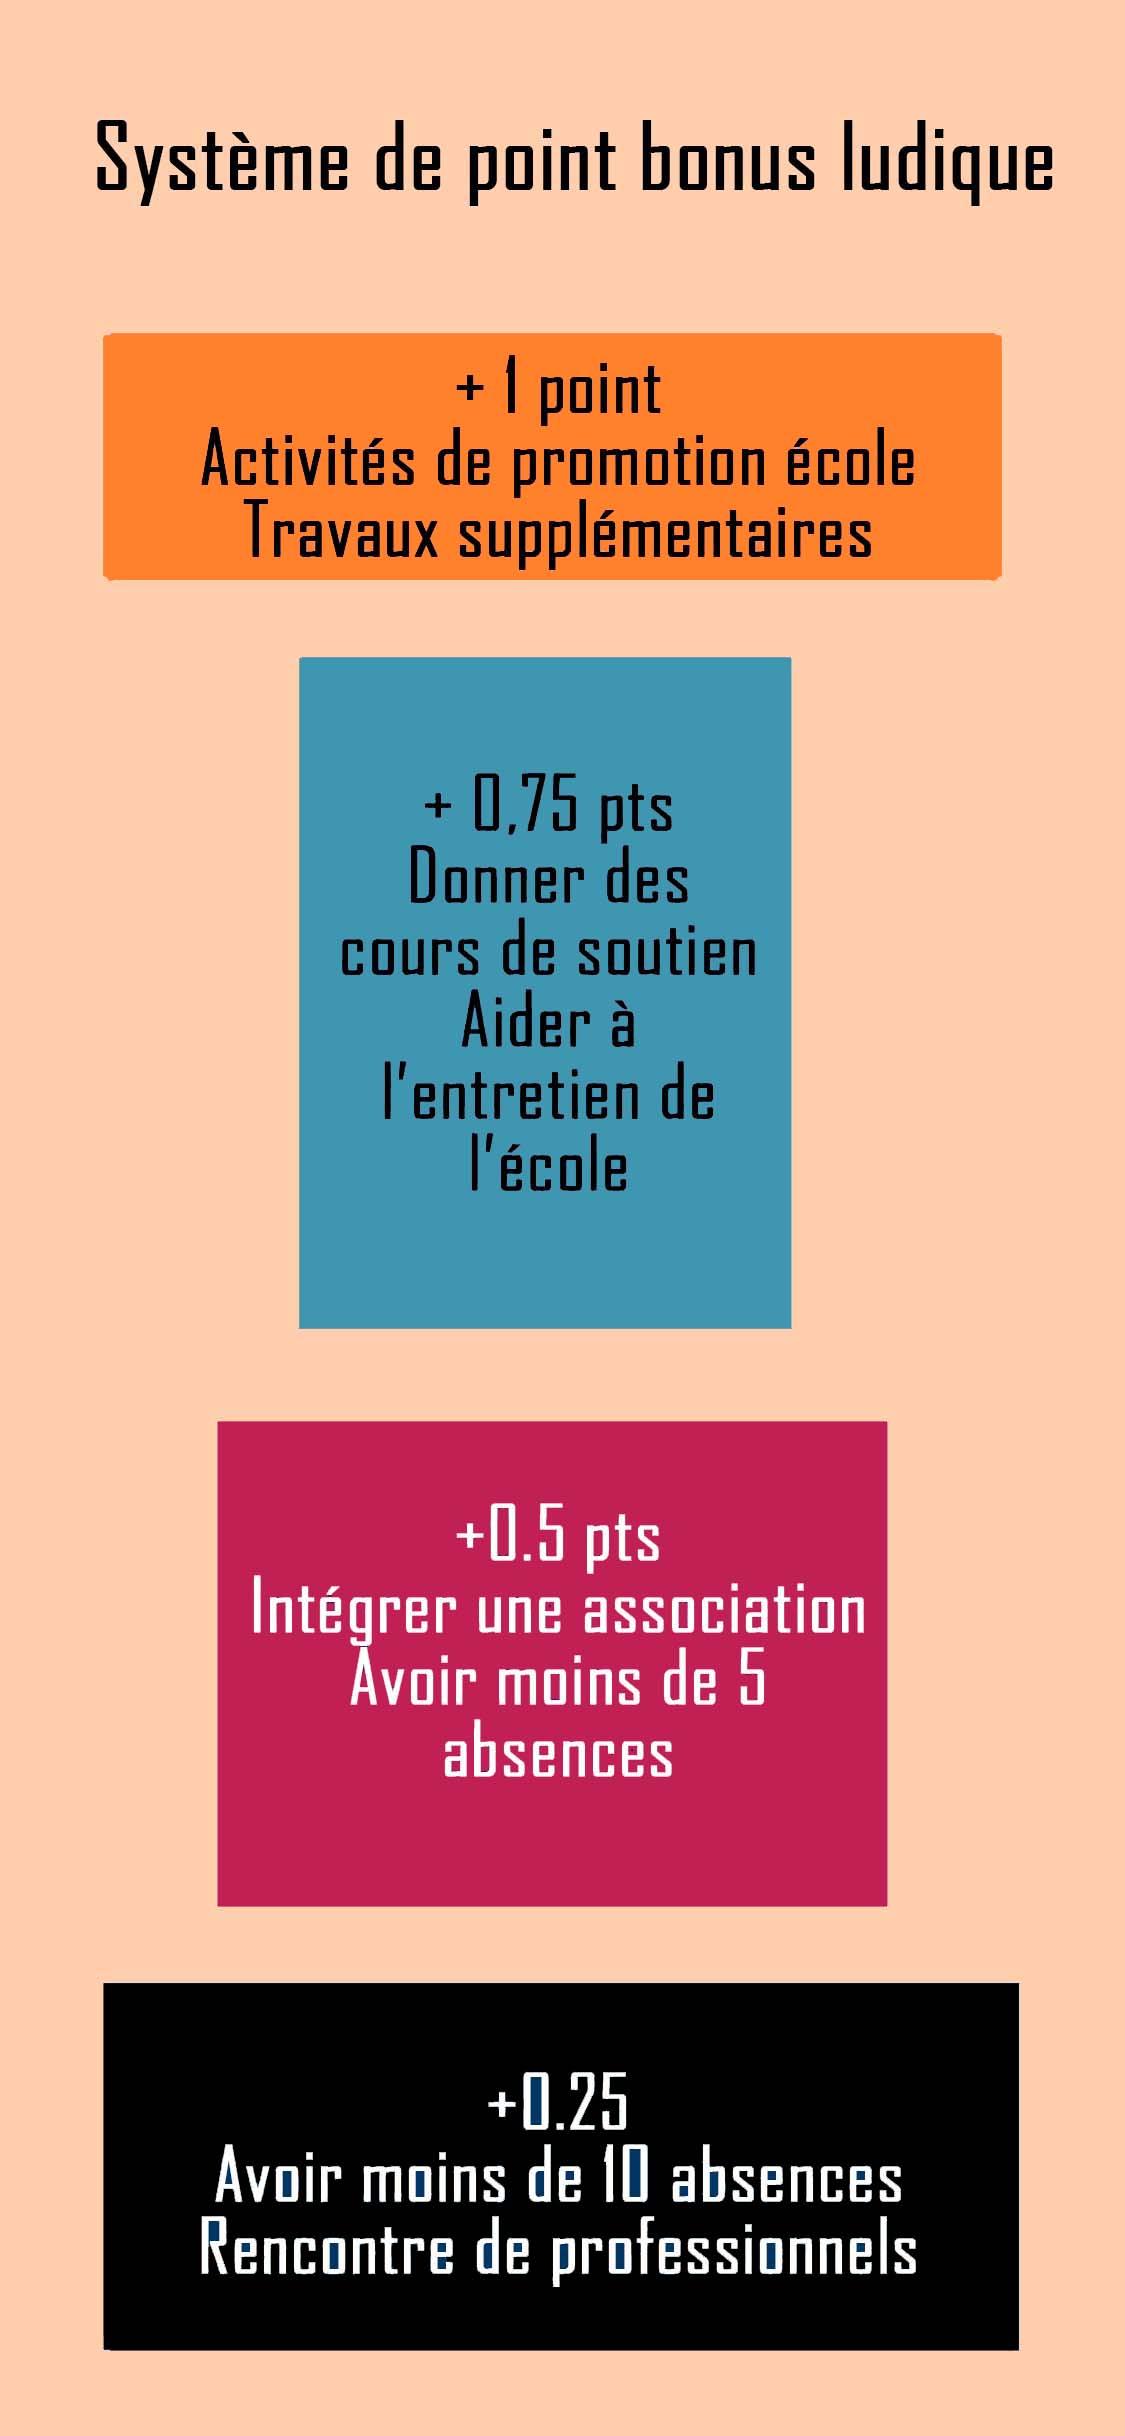 Système de point bonus ludique
+ 1 point
Activités de promotion école
Travaux supplémentaires
+ 0,75 pts
Donner des
cours de soutien
Aider à
l'entretien de
l'école
+0.5 pts
Intégrer une association
Avoir moins de 5
absences
+0.25
Avoir moins de 10 absences
Rencontre de professionnels